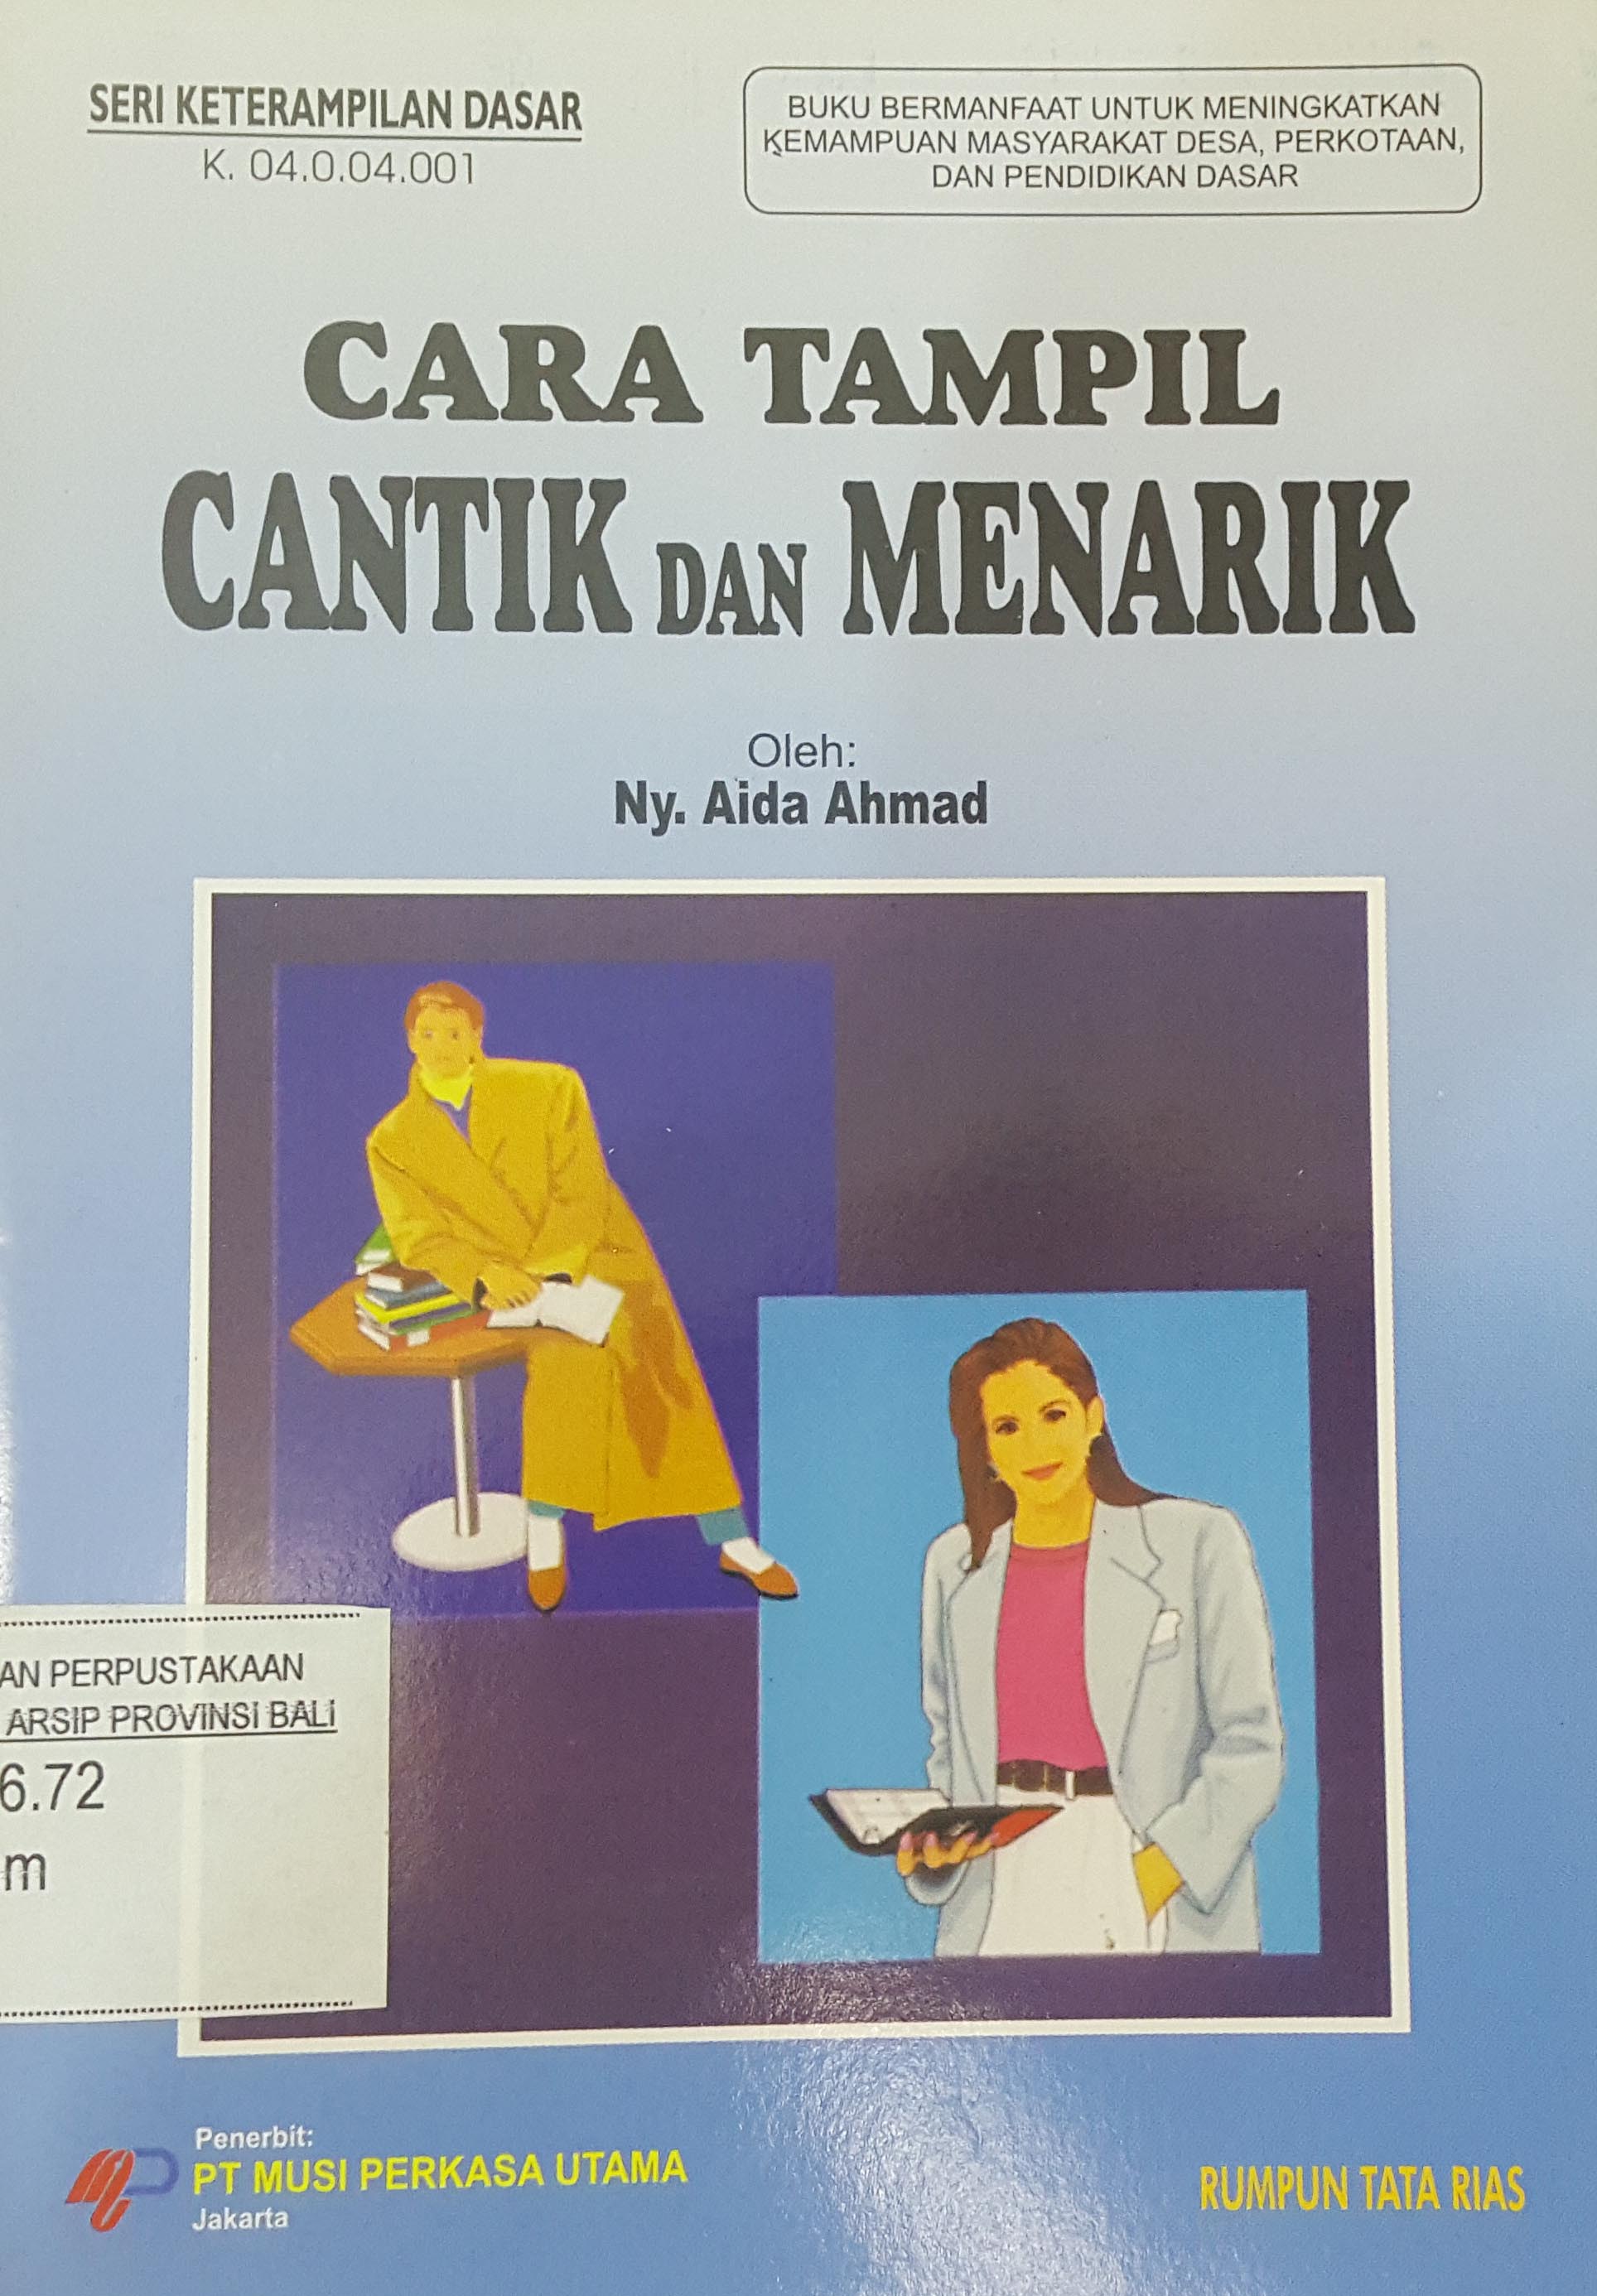 SERI KETERAMPILAN DASAR
K. 04.0.04.001
BUKU BERMANFAAT UNTUK MENINGKATKAN
KEMAMPUAN MASYARAKAT DESA, PERKOTAAN,
DAN PENDIDIKAN DASAR
CARA TAMPIL
CANTIK DAN MENARIK
Oleh:
Ny. Aida Ahmad
AN PERPUSTAKAAN
ARSIP PROVINSI BALI
6.72
m
Penerbit:
PT MUSI PERKASA UTAMA
Jakarta
RUMPUN TATA RIAS